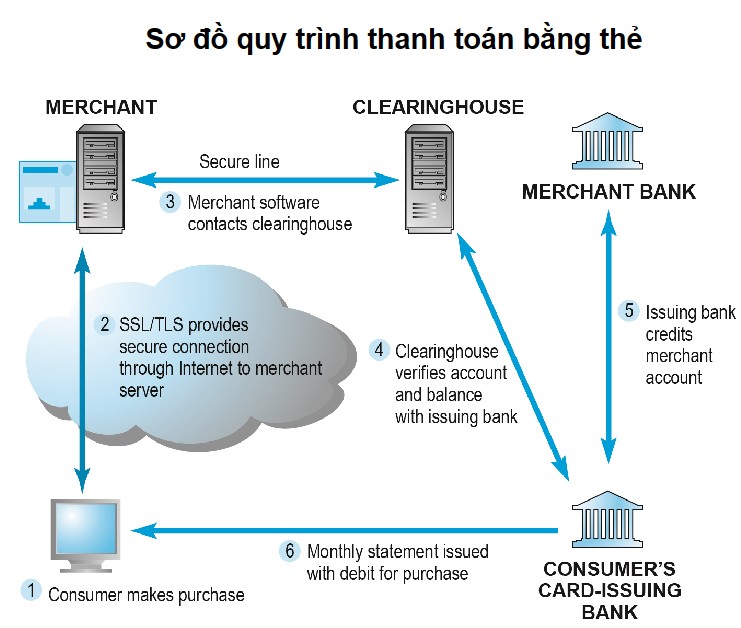 Sơ đồ quy trình thanh toán bằng thẻ
MERCHANT
CLEARINGHOUSE
MERCHANT BANK
Secure line
3 Merchant software
contacts clearinghouse
2 SSL/TLS provides
secure connection
through Internet to merchant
server
4 Clearinghouse
verifies account
and balance
with issuing bank
5 Issuing bank
credits
merchant
account
6 Monthly statement issued
with debit for purchase
1 Consumer makes purchase
CONSUMER'S
CARD-ISSUING
BANK